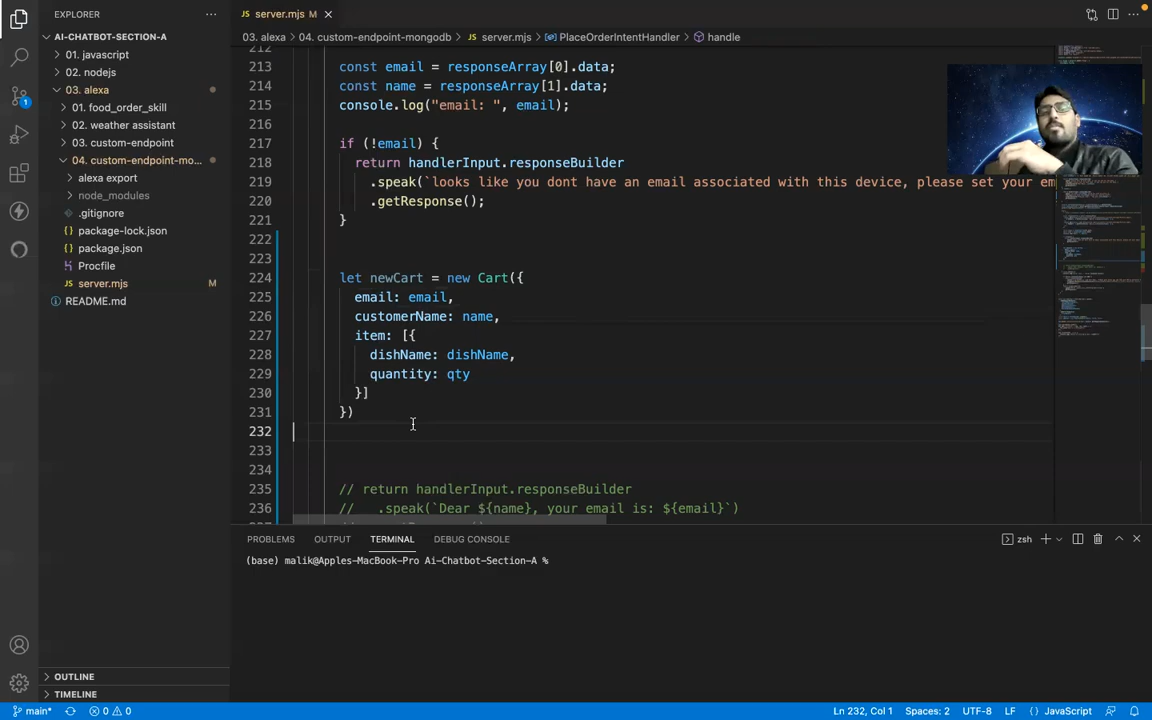 EXPLORER
server.mjs M
AI-CHATBOT-SECTION-A
01. javascript
02. nodejs
03. alexa
01. food_order_skill
02. weather assistant
03. custom-endpoint
04. custom-endpoint-mo...
alexa export
node_modules
.gitignore
package-lock.json
package.json
Procfile
server.mjs M
README.md
OUTLINE
TIMELINE
03. alexa > 04. custom-endpoint-mongodb > server.mjs > PlaceOrderIntentHandler > handle
212
213 const email = responseArray[0].data;
214 const name = responseArray[1].data;
215 console.log("email: ", email);
216
217 if (!email) {
218 return handlerInput.responseBuilder
219 .speak(`looks like you dont have an email associated with this device, please set your em
220 .getResponse();
221 }
222
223
224 let newCart = new Cart({
225 email: email,
226 customerName: name,
227 item: [{
228 dishName: dishName,
229 quantity: qty
230 }]
231 })
232
233
234
235 // return handlerInput.responseBuilder
236 // .speak(`Dear ${name}, your email is: ${email}`)
PROBLEMS OUTPUT TERMINAL DEBUG CONSOLE
zsh
(base) malik@Apples-MacBook-Pro Ai-Chatbot-Section-A %
1
main* 0 0
Ln 232, Col 1 Spaces: 2 UTF-8 LF JavaScript